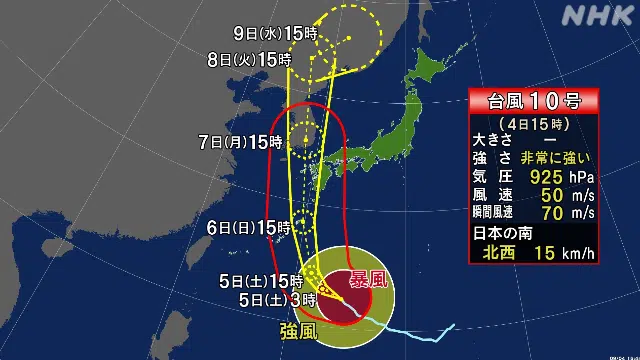 NHK
9日(水)15時
8日(火)15時
7日(月)15時
6日(日)15時
5日(土)15時
5日(土)3時
暴風
強風
台風10号
(4日15時)
大きさ ー
強さ 非常に強い
気圧 925 hPa
風速 50 m/s
瞬間風速 70 m/s
日本の南
北西 15 km/h